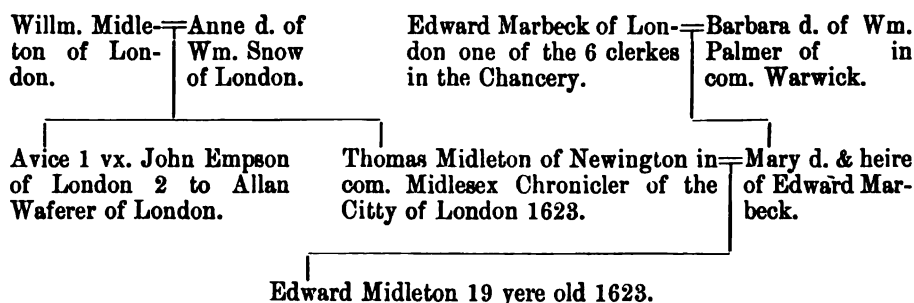 Willm. Midle-
ton of Lon-
don.
Anne d. of
Wm. Snow
of London.
Edward Marbeck of Lon-
don one of the 6 clerkes
in the Chancery.
Barbara d. of Wm.
Palmer of in
com. Warwick.
Avice 1 vx. John Empson
of London 2 to Allan
Waferer of London.
Thomas Midleton of Newington in
com. Midlesex Chronicler of the
Citty of London 1623.
Mary d. & heire
of Edward Mar-
beck.
Edward Midleton 19 yere old 1623.